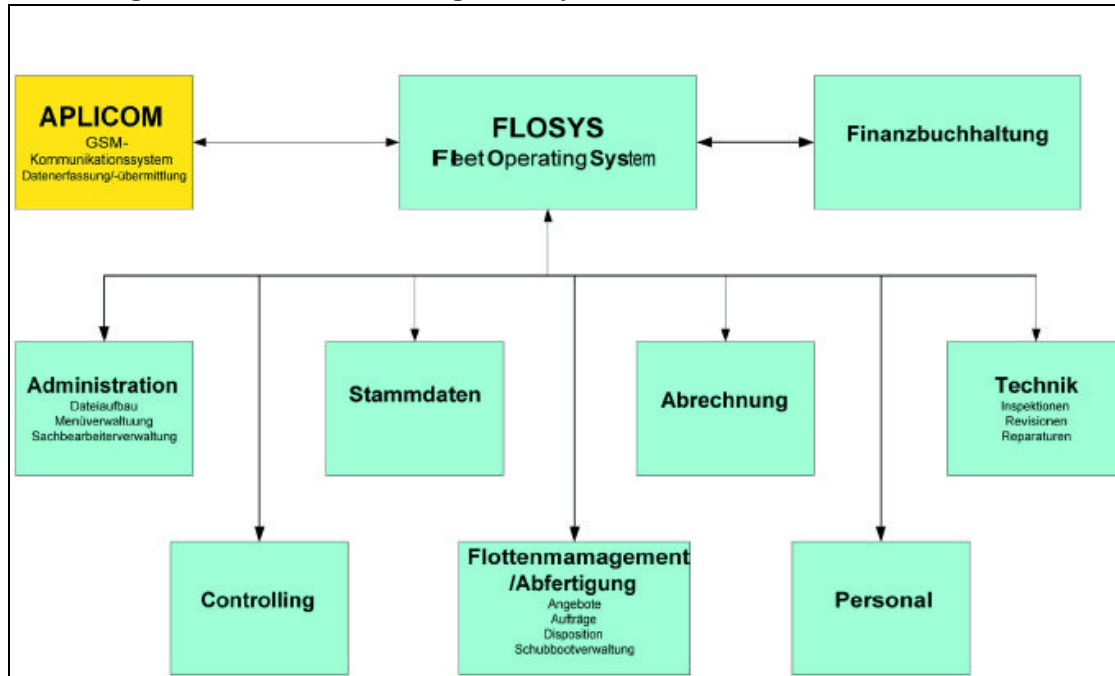 APLICOM
GSM-
Kommunikationssystem
Datenerfassung/-übermittlung
FLOSYS
Fleet Operating System
Finanzbuchhaltung
Administration
Dateiaufbau
Menüverwaltuung
Sachbearbeiterverwaltung
Stammdaten
Abrechnung
Technik
Inspektionen
Revisionen
Reparaturen
Controlling
Flottenmamagement
/Abfertigung
Angebote
Aufträge
Disposition
Schubbootverwaltung
Personal